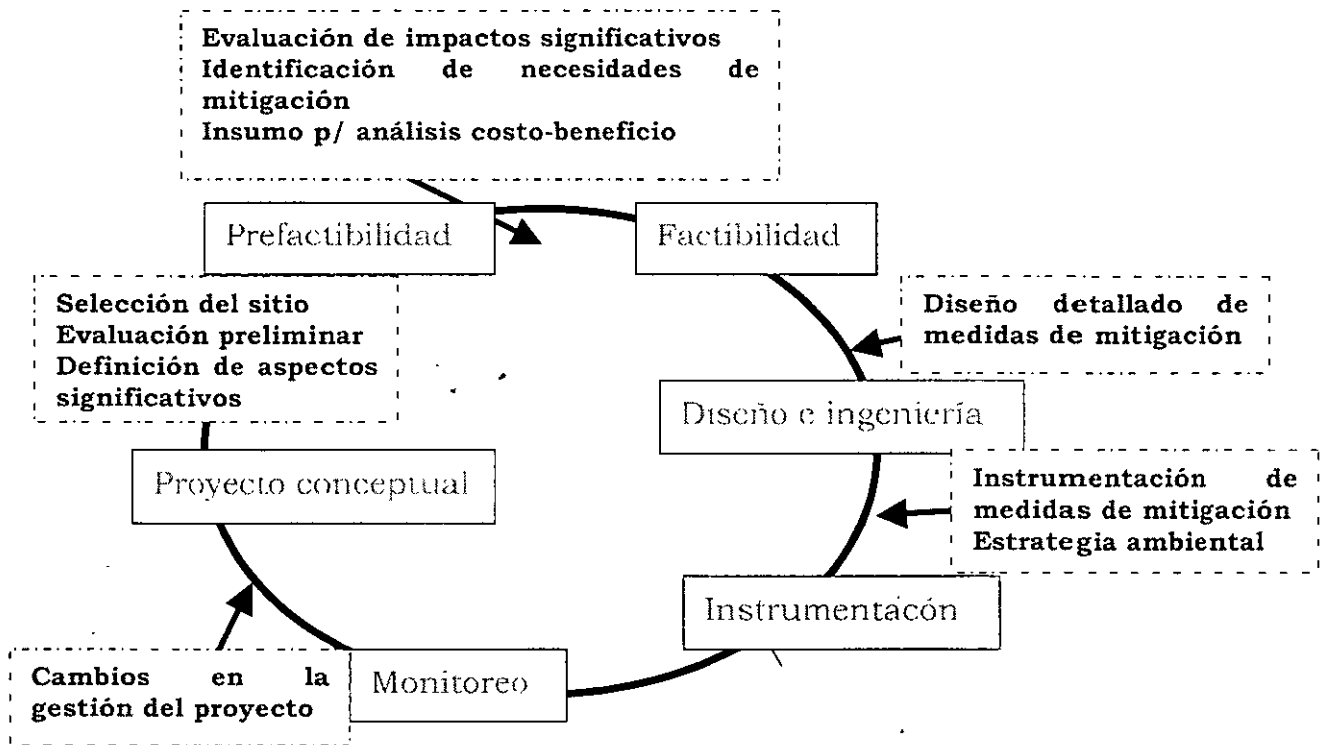 Evaluación de impactos significativos
Identificación de necesidades de
mitigación
Insumo p/ análisis costo-beneficio
Prefactibilidad
Factibilidad
Selección del sitio
Evaluación preliminar
Definición de aspectos
significativos
Diseño detallado de
medidas de mitigación
Diseño e ingeniería
Proyecto conceptual
Instrumentación de
medidas de mitigación
Estrategia ambiental
Instrumentacón
Cambios en la
gestión del proyecto
Monitoreo